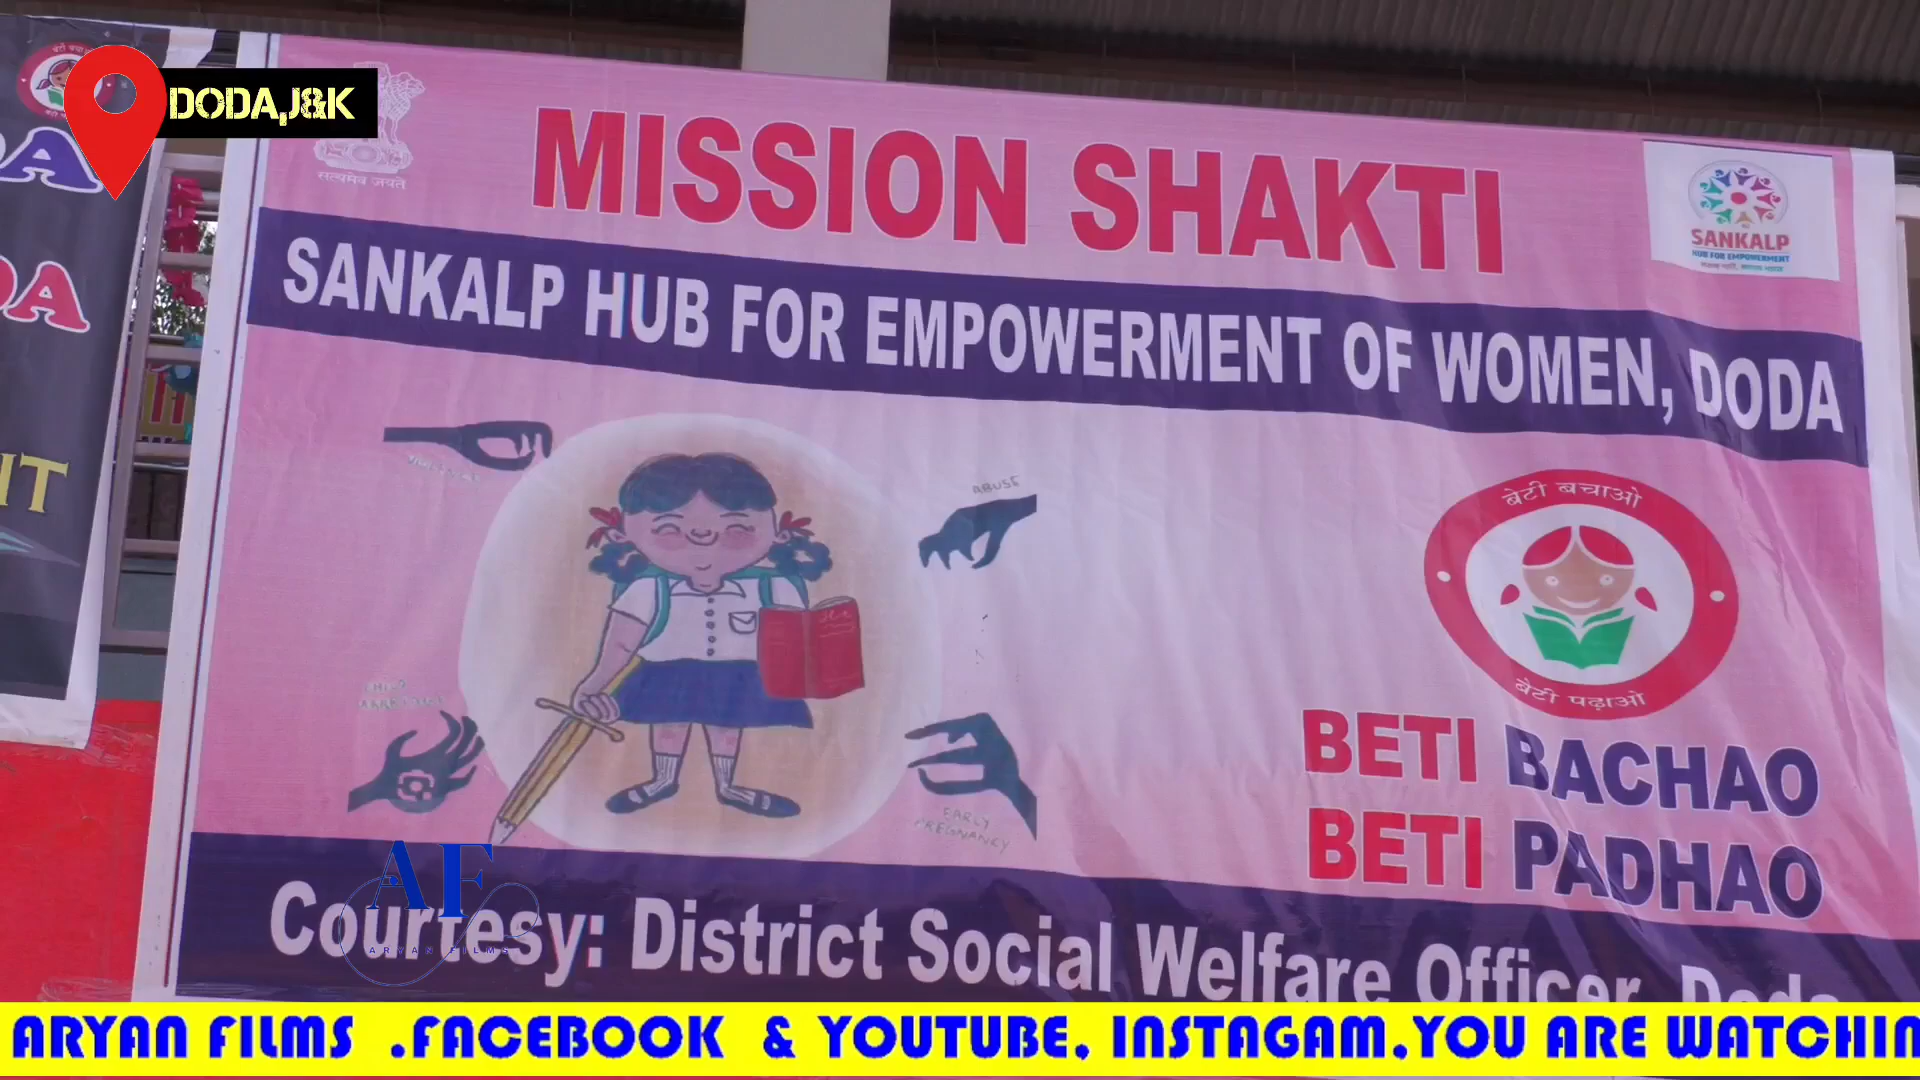 DODA,J&K
सत्यमेव जयते
MISSION SHAKTI
SANKALP
HUB FOR EMPOWERMENT
SANKALP HUB FOR EMPOWERMENT OF WOMEN, DODA
ABUSE
बेटी बचाओ
बेटी पढ़ाओ
EARLY
PREGNANCY
BETI BACHAO
BETI PADHAO
AF
ARYAN FILMS
Courtesy: District Social Welfare Officer, Doda
ARYAN FILMS .FACEBOOK & YOUTUBE, INSTAGAM,YOU ARE WATCHIN